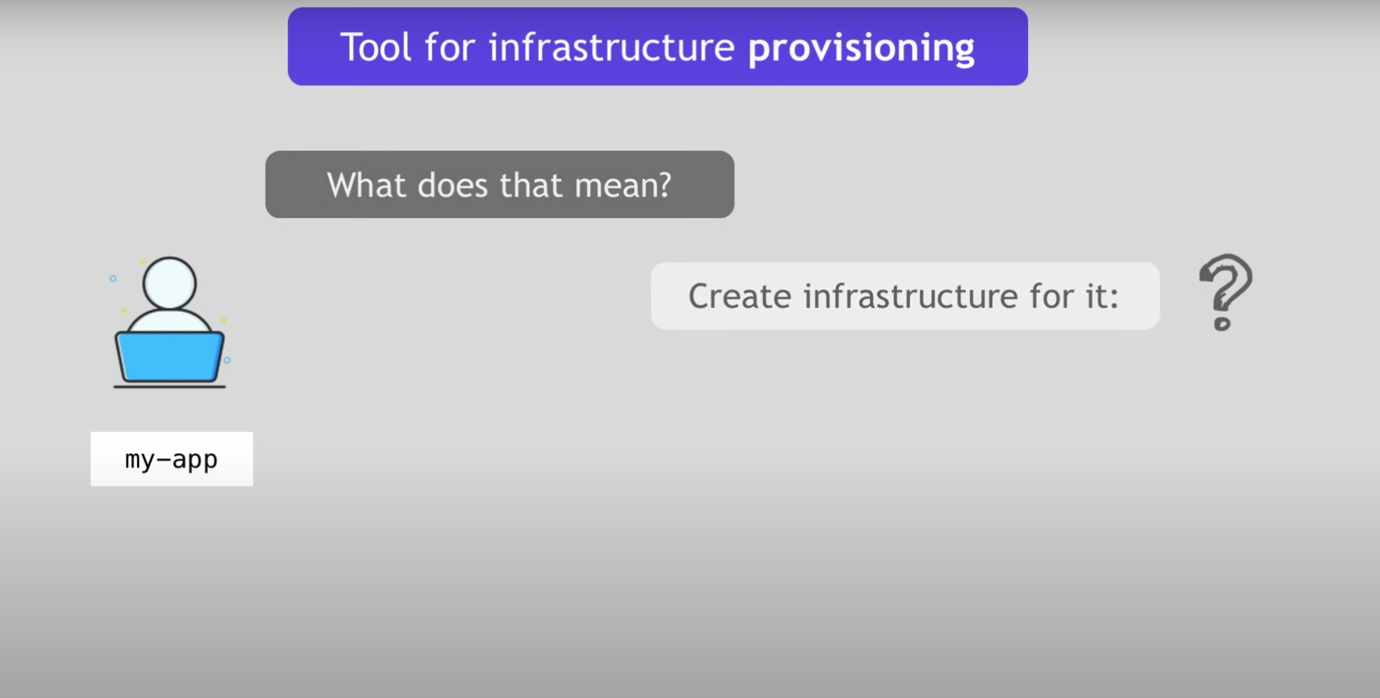 Tool for infrastructure provisioning
What does that mean?
Create infrastructure for it:
?
my-app